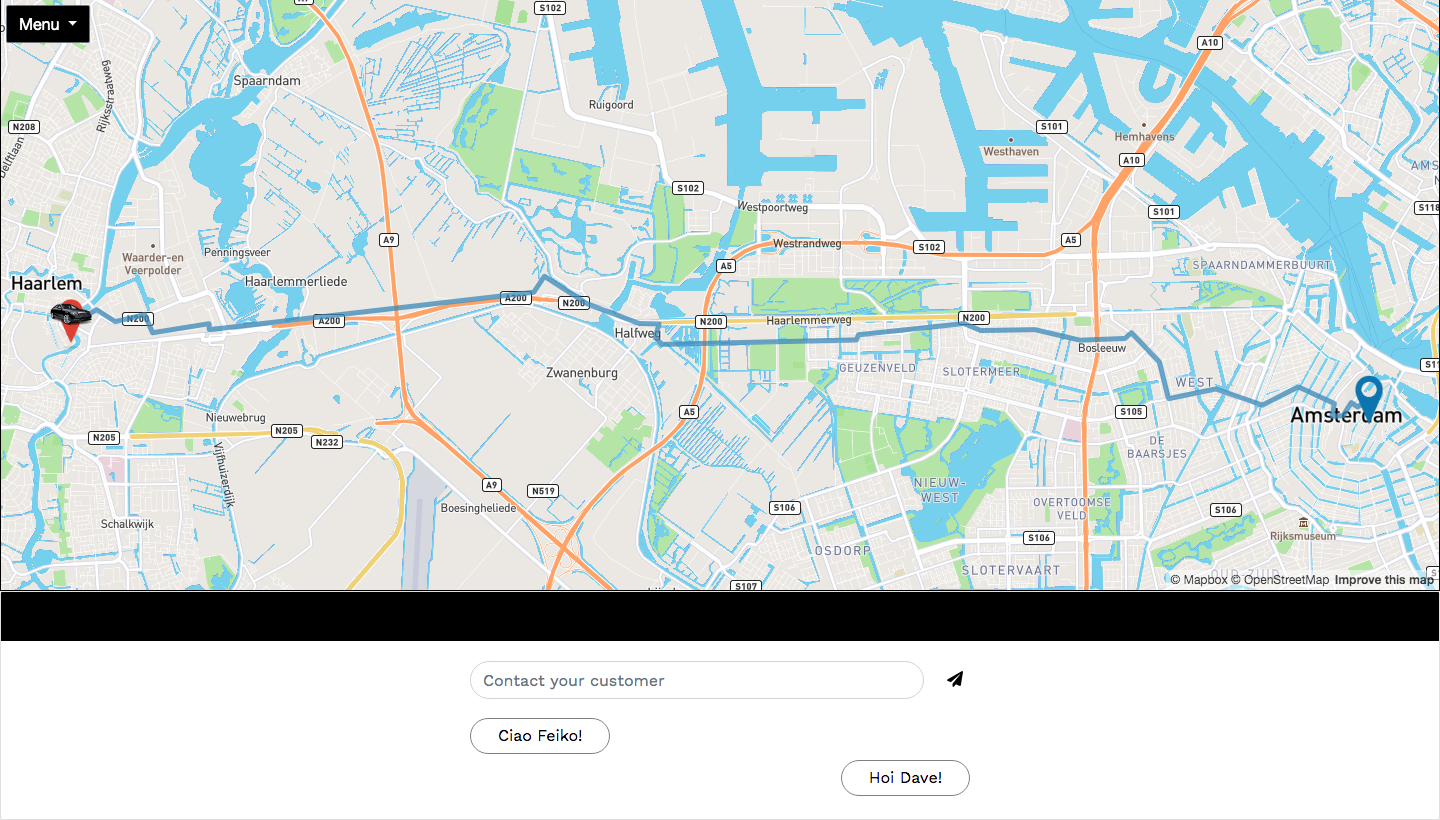 S102
A10
Menu
Spaarndam
Rijksstraatweg
Ruigoord
N208
S101
Hemhavens
Delftlaan
Westhaven
A10
S102
Westpoortweg
S101
S118
A9
A5
Westrandweg
S102
Penningsveer
Waarder-en
Veerpolder
A5
SPAARNDAMMERBUURT
Haarlem
Haarlemmerliede
A200
N200
N200
A200
N200
Haarlemmerweg
N200
Halfweg
Bosleeuw
GEUZENVELD
SLOTERMEER
Zwanenburg
WEST
A5
S105
Amsterdam
Nieuwebrug
N205
N205
N232
DE
BAARSJES
Vijfhuizerdijk
A9
N519
NIEUW-
WEST
OVERTOOMSE
VELD
Boesingheliede
S106
S106
Schalkwijk
Rijksmuseum
S106
OSDORP
SLOTERVAART
OUD-ZUID
S107
© Mapbox © OpenStreetMap Improve this map
Contact your customer
Ciao Feiko!
Hoi Dave!